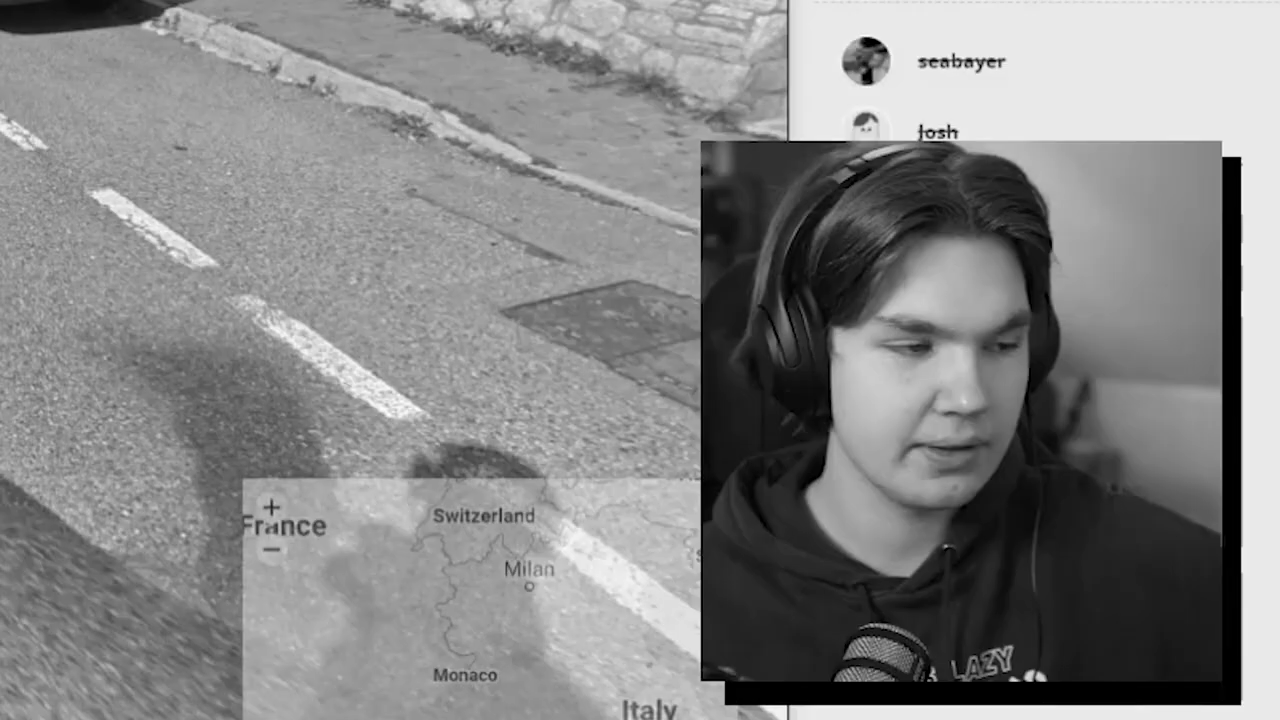 seabayer
Josh
+
France
−
Switzerland
Milan
Monaco
Italy
LAZY